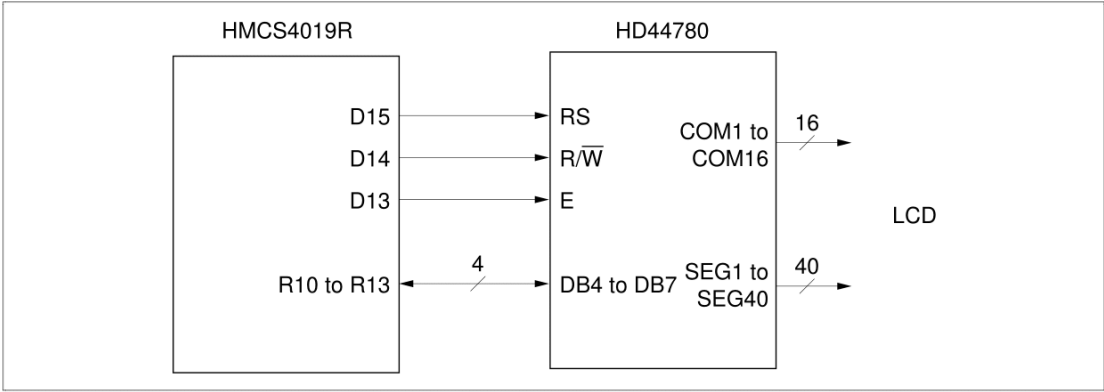 HMCS4019R
HD44780
D15
RS
D14
R/W̅
D13
E
R10 to R13
4
DB4 to DB7
COM1 to
COM16
16
SEG1 to
SEG40
40
LCD